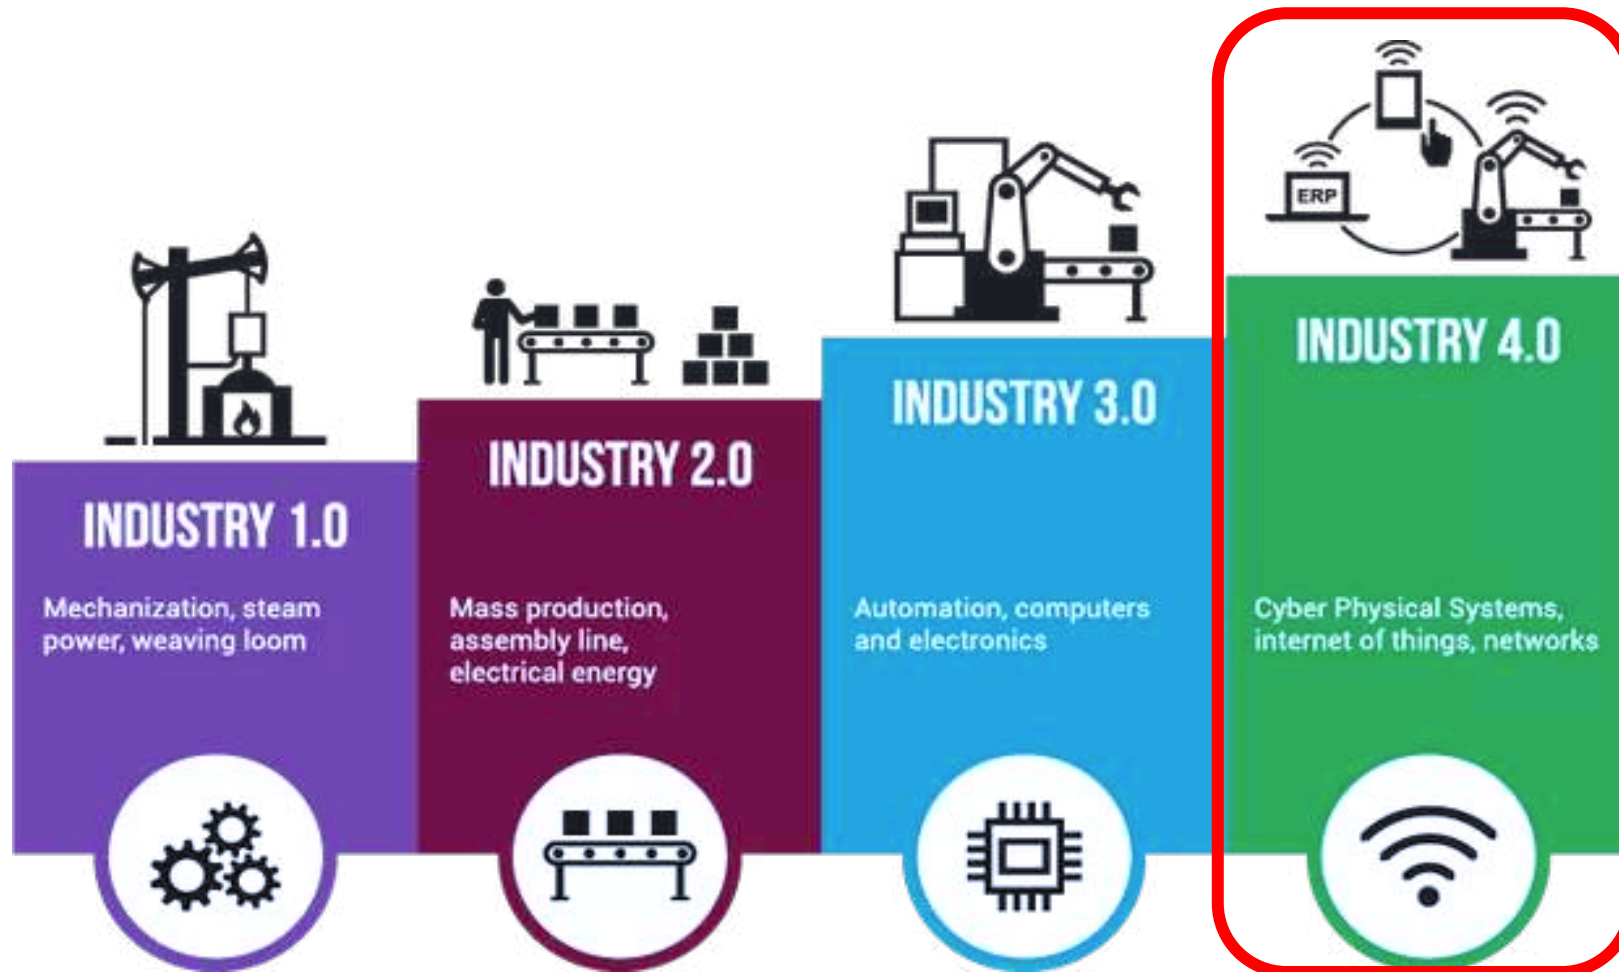 ERP
INDUSTRY 4.0
INDUSTRY 3.0
INDUSTRY 2.0
INDUSTRY 1.0
Mechanization, steam
power, weaving loom
Mass production,
assembly line,
electrical energy
Automation, computers
and electronics
Cyber Physical Systems,
internet of things, networks